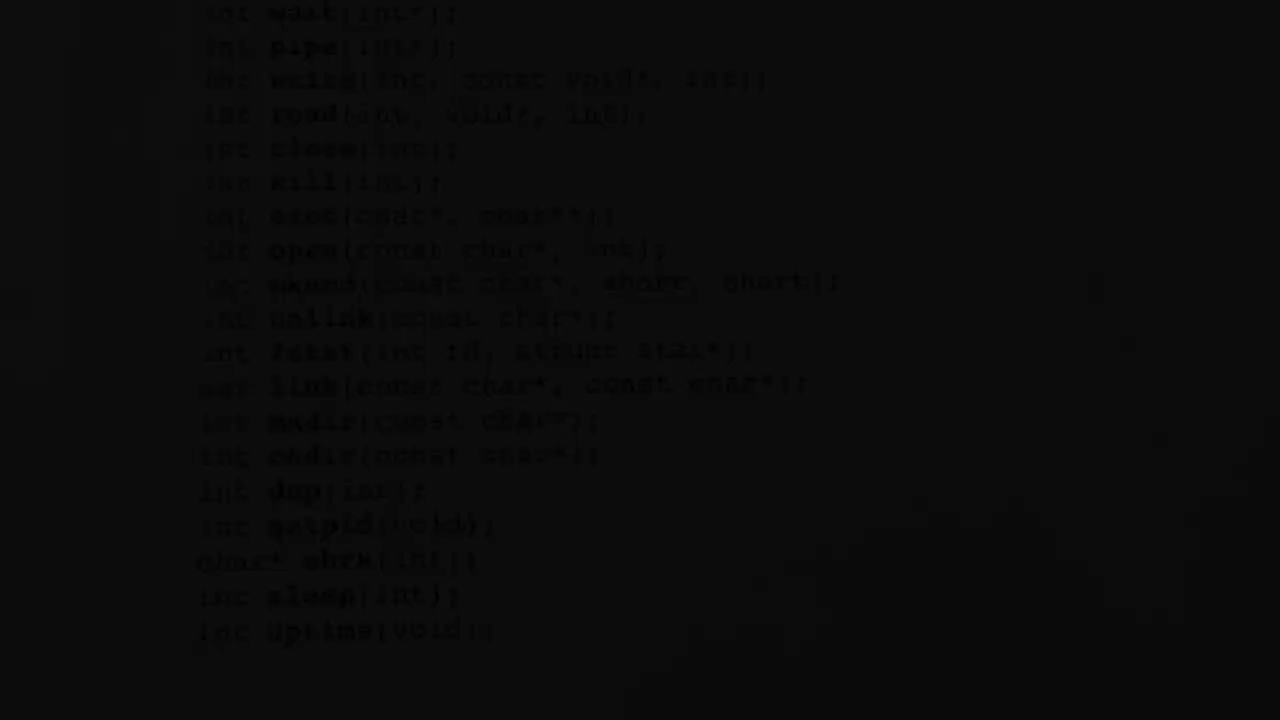 int wait(int*);
int pipe(int*);
int write(int, const void*, int);
int read(int, void*, int);
int close(int);
int kill(int);
int exec(char*, char**);
int open(const char*, int);
int mknod(const char*, short, short);
int unlink(const char*);
int fstat(int fd, struct stat*);
int link(const char*, const char*);
int mkdir(const char*);
int chdir(const char*);
int dup(int);
int getpid(void);
char* sbrk(int);
int sleep(int);
int uptime(void);